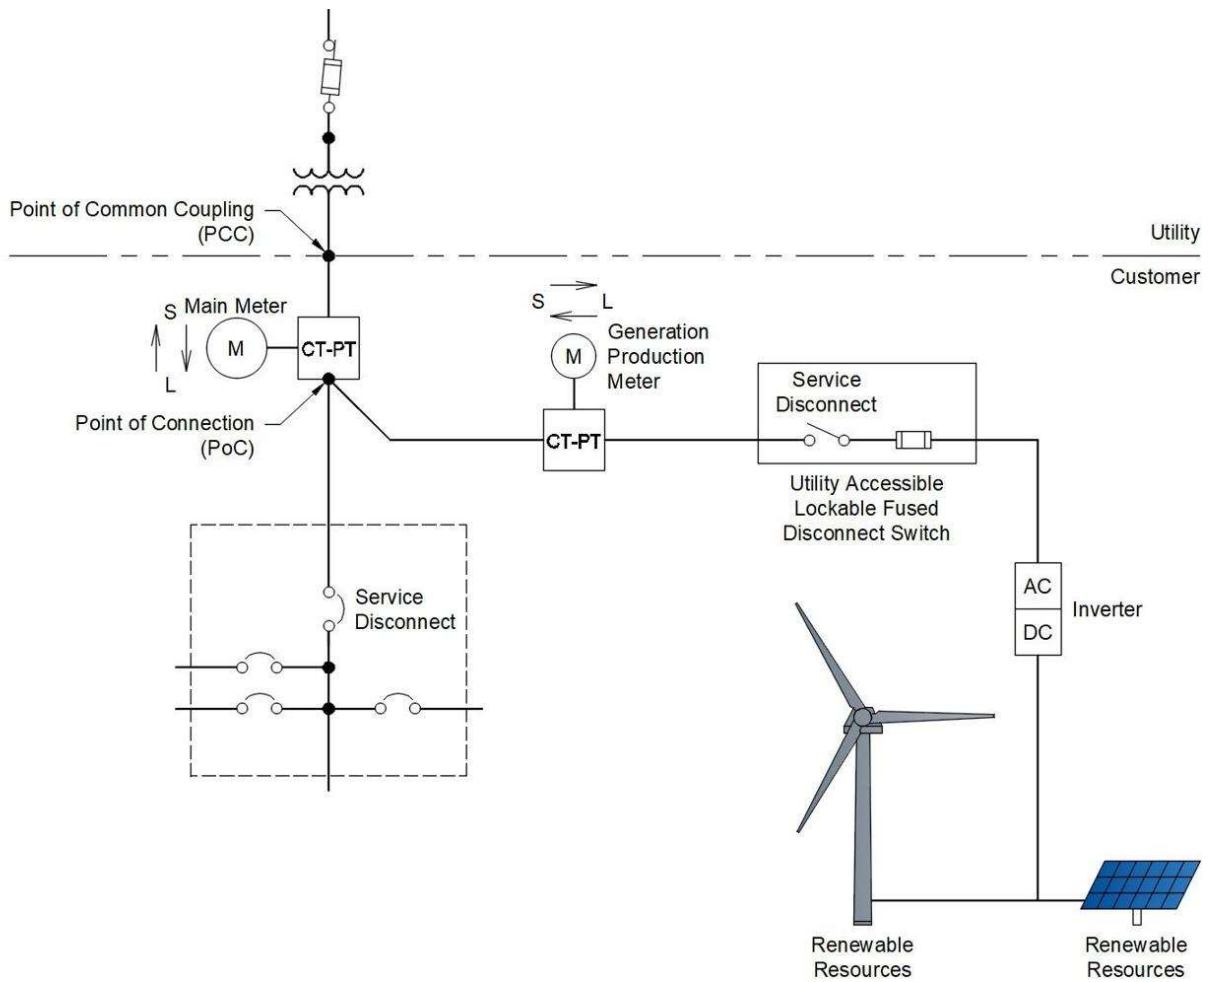 Point of Common Coupling
(PCC)
Utility
Customer
S
Main Meter
M
CT-PT
L
S
L
Generation
Production
Meter
M
CT-PT
Point of Connection
(PoC)
Service
Disconnect
Utility Accessible
Lockable Fused
Disconnect Switch
Service
Disconnect
AC
DC
Inverter
Renewable
Resources
Renewable
Resources